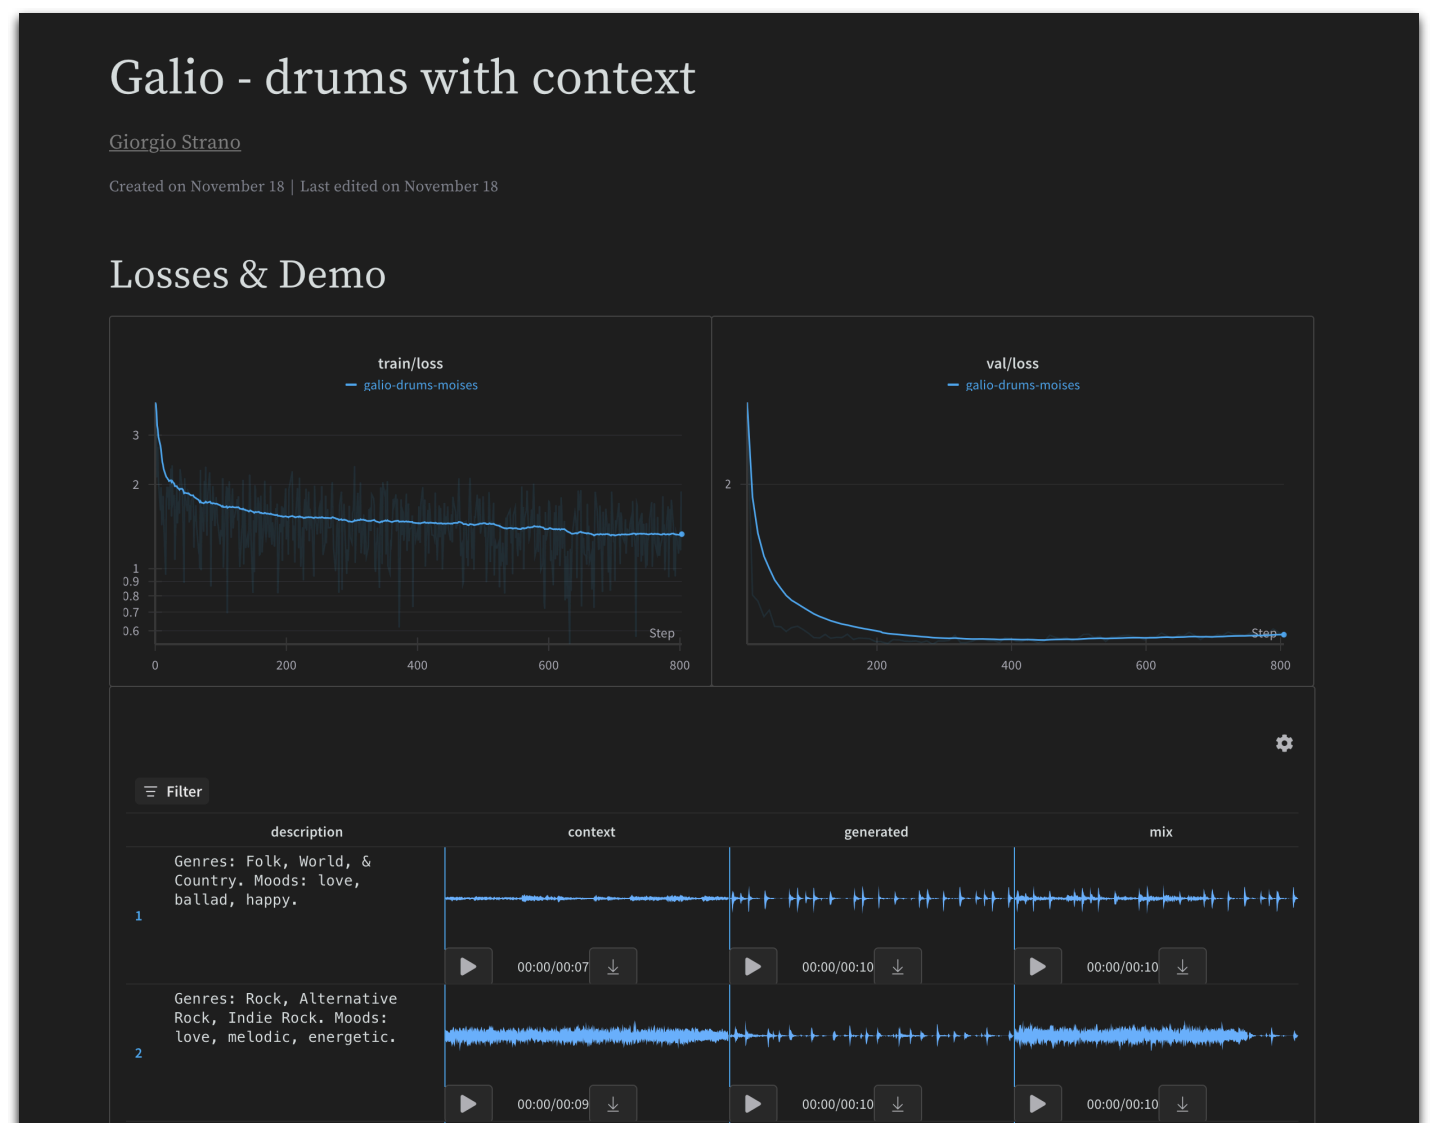 Galio - drums with context
Giorgio Strano
Created on November 18 | Last edited on November 18
Losses & Demo
train/loss
galio-drums-moises
3
2
1
0.9
0.8
0.7
0.6
Step
0 200 400 600 800
val/loss
galio-drums-moises
2
Step
200 400 600 800
Filter
description context generated mix
1
Genres: Folk, World, &
Country. Moods: love,
ballad, happy.
00:00/00:07 00:00/00:10 00:00/00:10
2
Genres: Rock, Alternative
Rock, Indie Rock. Moods:
love, melodic, energetic.
00:00/00:09 00:00/00:10 00:00/00:10